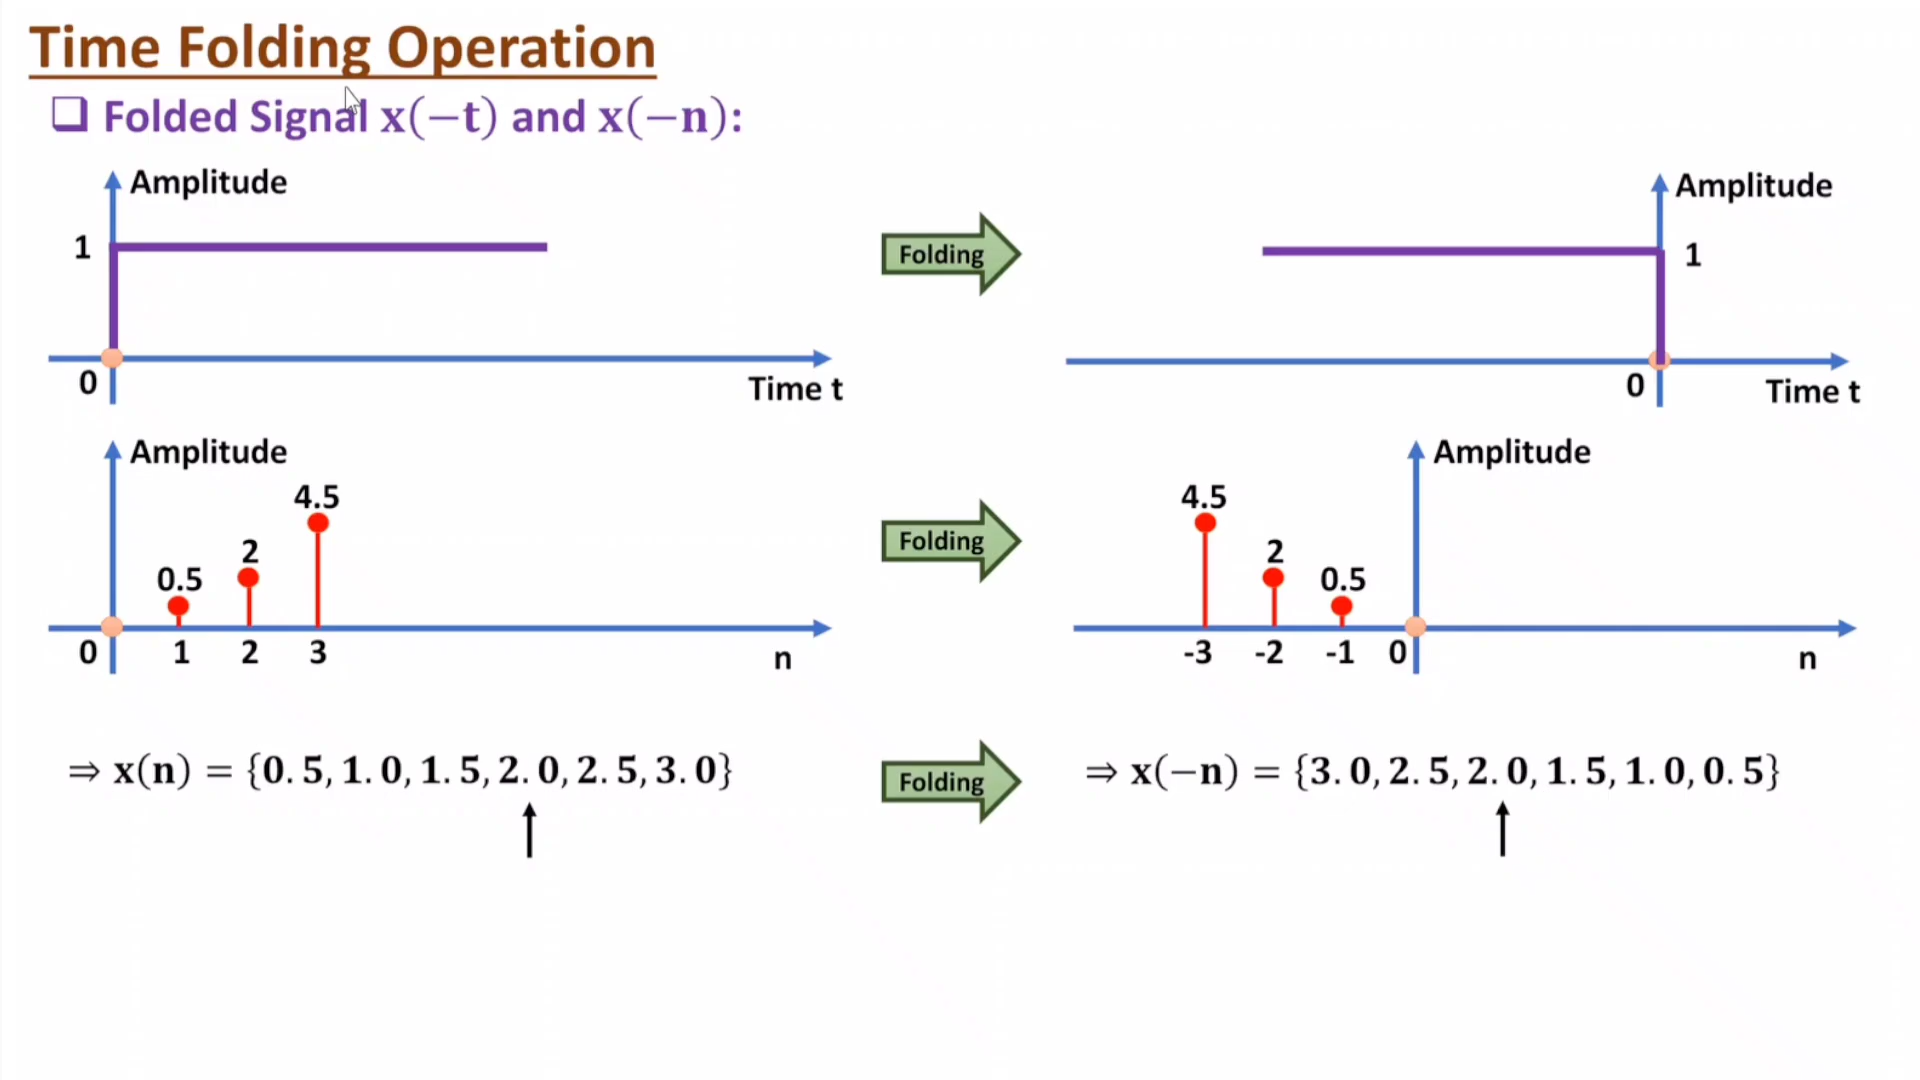 Time Folding Operation
❑ Folded Signal x(−t) and x(−n):
Amplitude
1
0
Time t
Folding
Amplitude
1
0
Time t
Amplitude
4.5
2
0.5
0 1 2 3 n
Folding
Amplitude
4.5
2
0.5
-3 -2 -1 0 n
⇒ x(n) = {0.5, 1.0, 1.5, 2.0, 2.5, 3.0}
Folding
⇒ x(−n) = {3.0, 2.5, 2.0, 1.5, 1.0, 0.5}